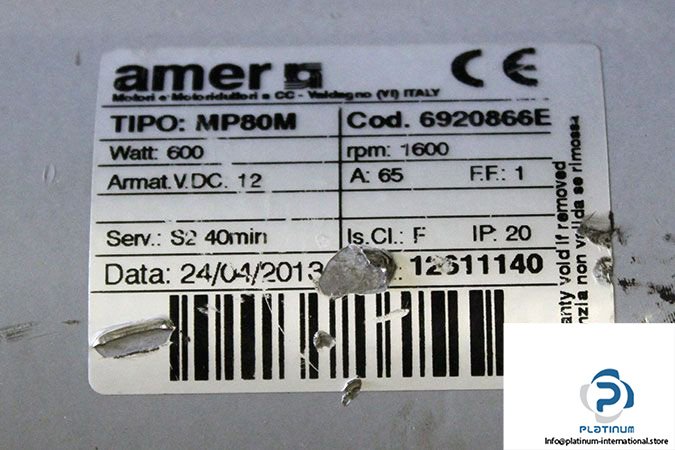 amer
Motori e Motoriduttori a CC - Valdagno (VI) ITALY
CE
TIPO: MP80M Cod. 6920866E
Watt: 600 rpm: 1600
Armat.V.DC. 12 A: 65 F.F.: 1
Serv.: S2 40min Is.Cl.: F IP: 20
Data: 24/04/2013 : 12611140
anty void if removed
nzia non valida se rimossa
PLATINUM
Info@platinum-international.store